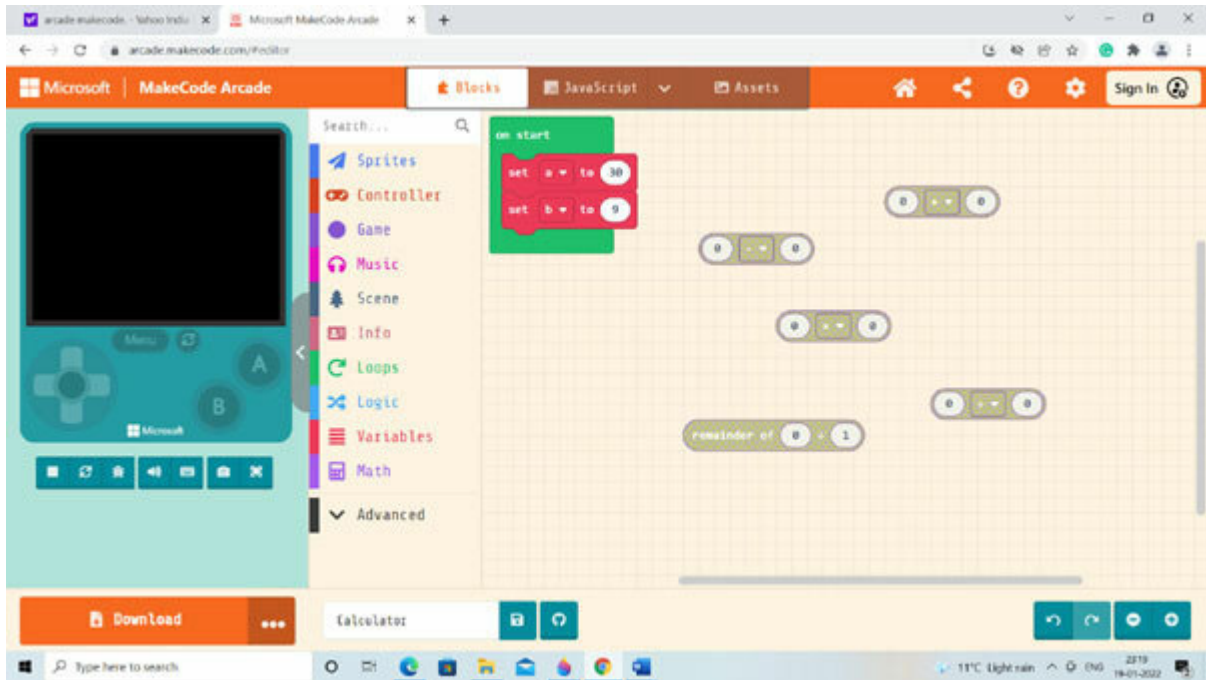 arcade makecode. - Yahoo Indi
Microsoft MakeCode Arcade
arcade.makecode.com/#editor
Microsoft | MakeCode Arcade
Blocks
JavaScript
Assets
Sign In
Search...
Sprites
Controller
Game
Music
Scene
Info
Loops
Logic
Variables
Math
Advanced
on start
set a to 30
set b to 9
0 0
0 - 0
0 0
0 0
remainder of 0 ÷ 1
Menu
A
B
Microsoft
Download
Calculator
Type here to search
11°C Light rain
ENG
19-01-2022